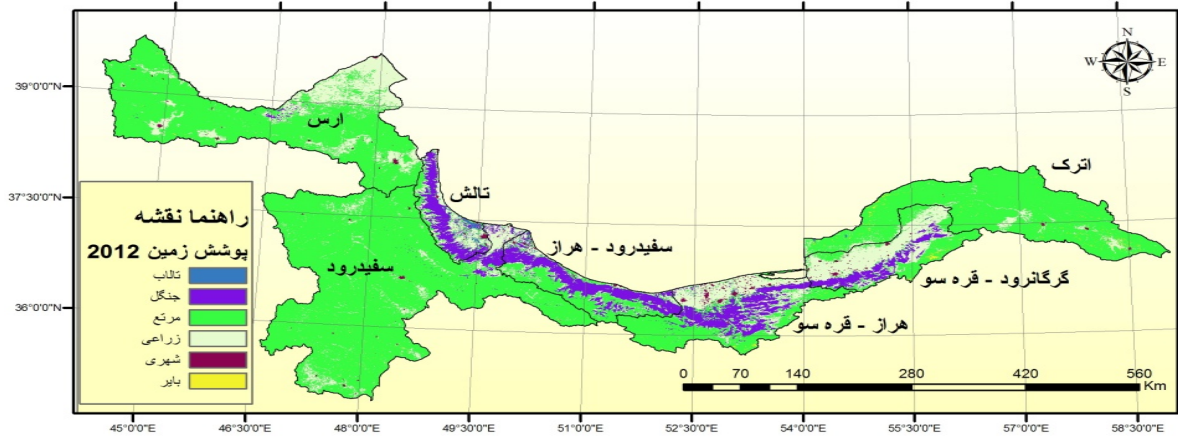 N
W E
S
39°0'0"N
37°30'0"N
36°0'0"N
ارس
تالش
اترک
سفیدرود - هراز
سفیدرود
گرگانرود - قره سو
هراز - قره سو
راهنما نقشه
پوشش زمین 2012
تالاب
جنگل
مرتع
زراعی
شهری
بایر
0 70 140 280 420 560
Km
45°0'0"E 46°30'0"E 48°0'0"E 49°30'0"E 51°0'0"E 52°30'0"E 54°0'0"E 55°30'0"E 57°0'0"E 58°30'0"E